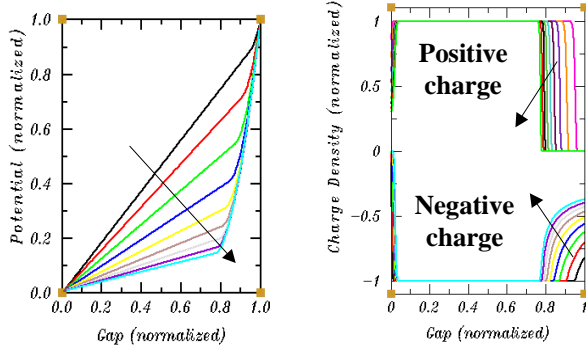 1.0
0.8
0.6
0.4
0.2
0.0
0.0
0.2
0.4
0.6
0.8
1.0
Potential (normalized)
Gap (normalized)
1
0.5
0
−0.5
−1
0
0.2
0.4
0.6
0.8
1
Charge Density (normalized)
Gap (normalized)
Positive
charge
Negative
charge